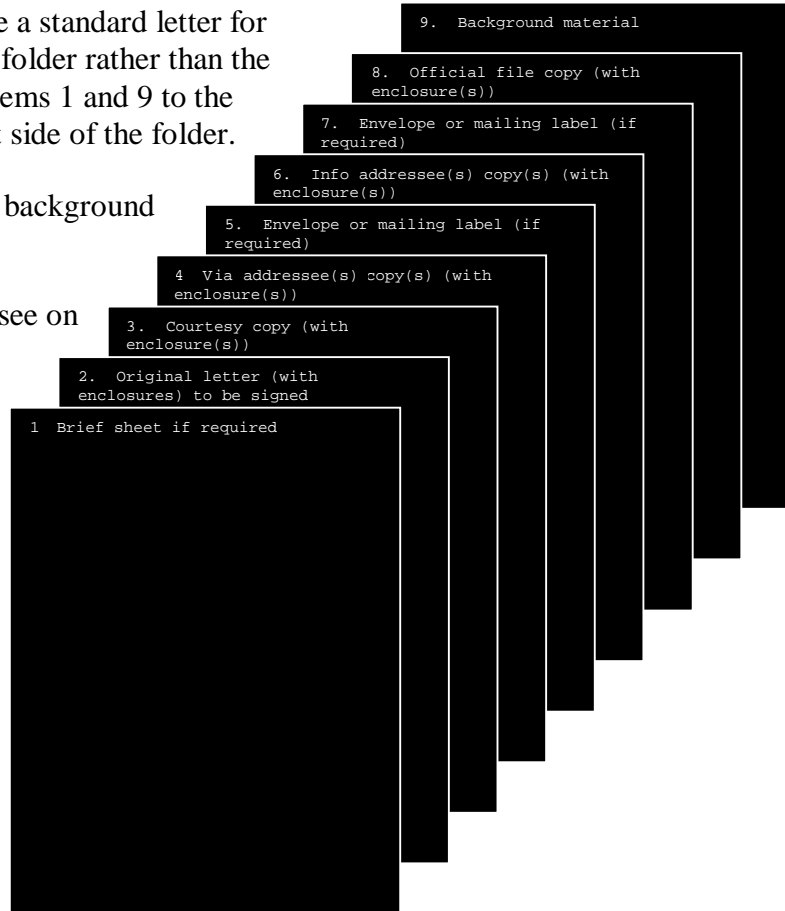 e a standard letter for
folder rather than the
ems 1 and 9 to the
side of the folder.
background
see on
9. Background material
8. Official file copy (with
enclosure(s))
7. Envelope or mailing label (if
required)
6. Info addressee(s) copy(s) (with
enclosure(s))
5. Envelope or mailing label (if
required)
4 Via addressee(s) copy(s) (with
enclosure(s))
3. Courtesy copy (with
enclosure(s))
2. Original letter (with
enclosures) to be signed
1 Brief sheet if required